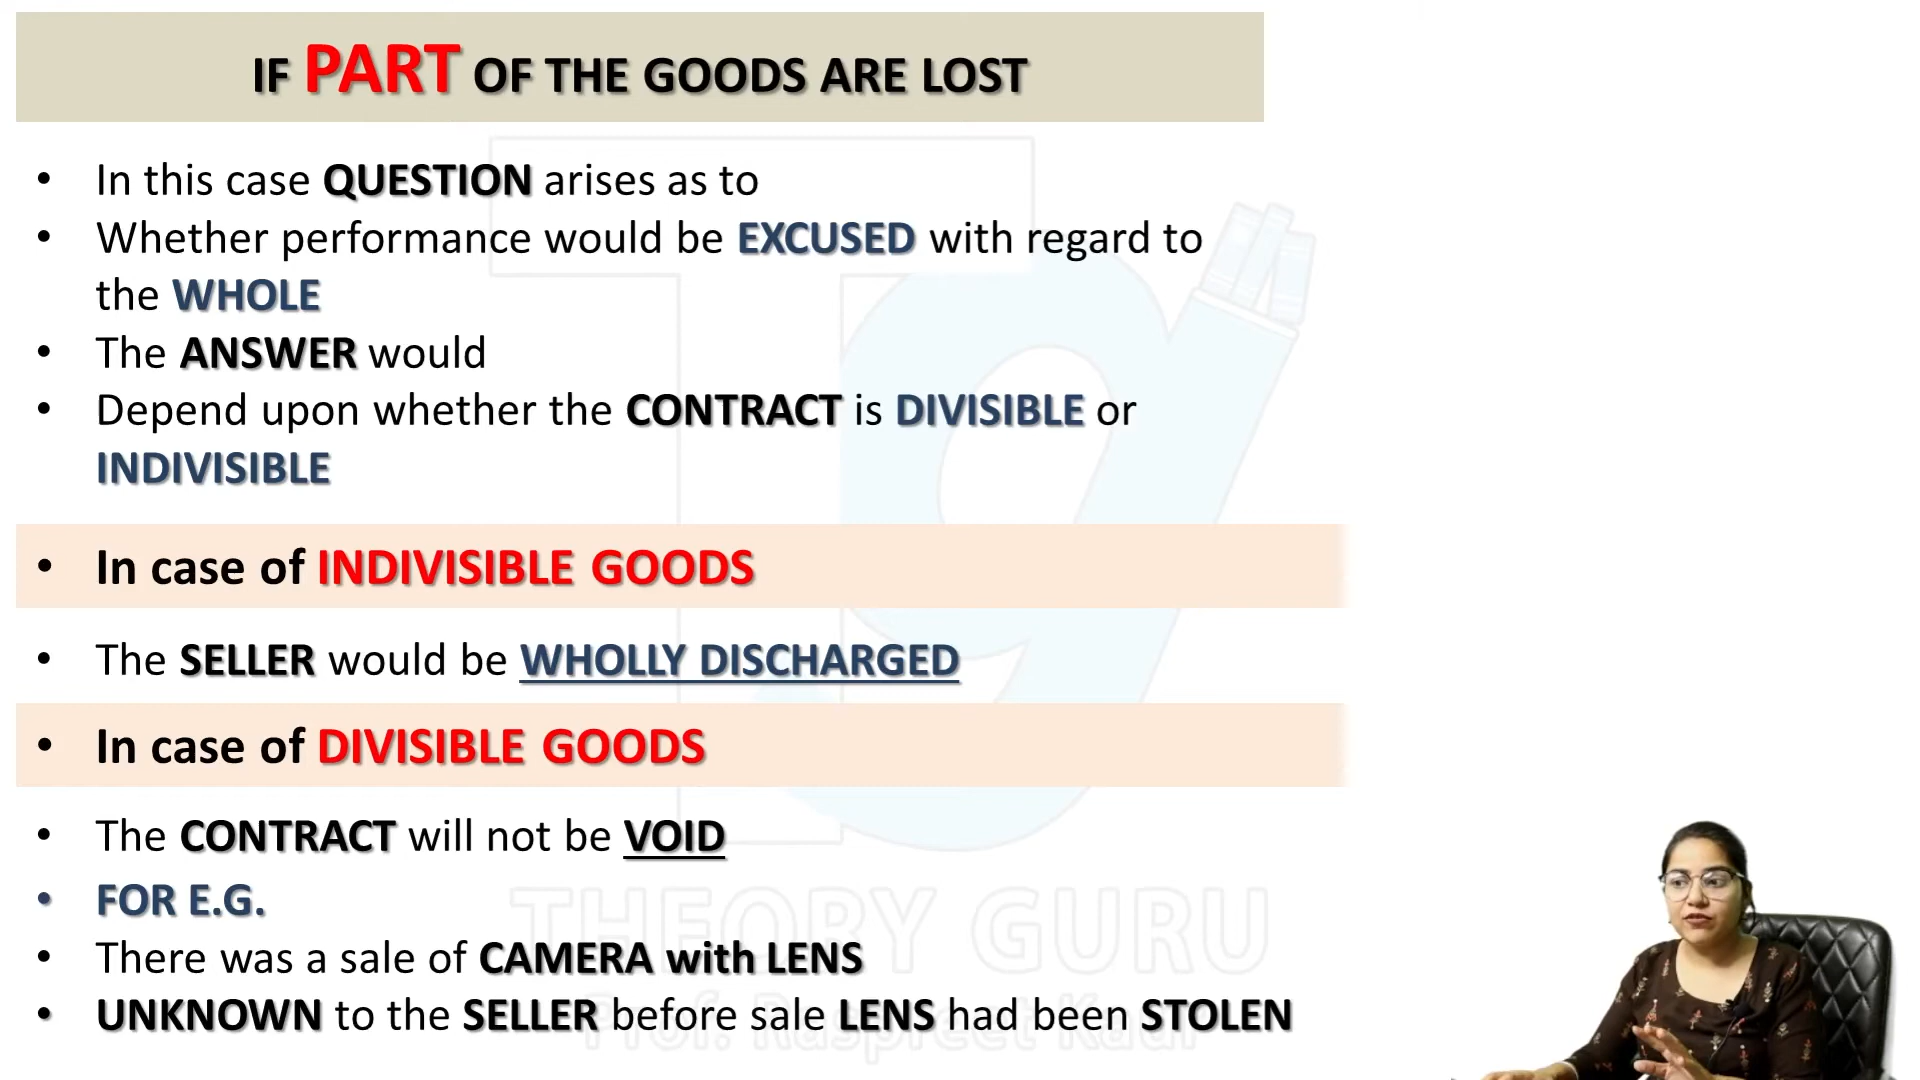 IF PART OF THE GOODS ARE LOST
• In this case QUESTION arises as to
• Whether performance would be EXCUSED with regard to
the WHOLE
• The ANSWER would
• Depend upon whether the CONTRACT is DIVISIBLE or
INDIVISIBLE
• In case of INDIVISIBLE GOODS
• The SELLER would be WHOLLY DISCHARGED
• In case of DIVISIBLE GOODS
• The CONTRACT will not be VOID
• FOR E.G.
• There was a sale of CAMERA with LENS
• UNKNOWN to the SELLER before sale LENS had been STOLEN
Tg
THEORY GURU
Prof. Raspreet Kaur